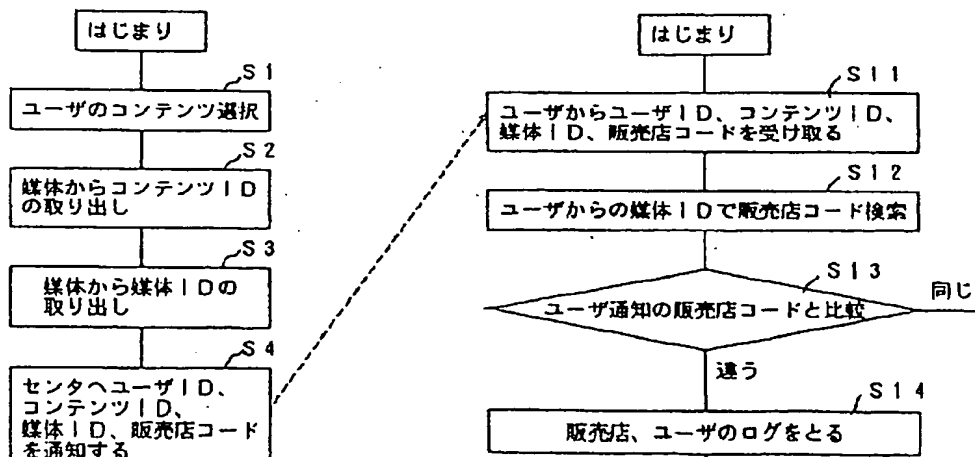 はじまり
S1
ユーザのコンテンツ選択
S2
媒体からコンテンツID
の取り出し
S3
媒体から媒体IDの
取り出し
S4
センタへユーザID、
コンテンツID、
媒体ID、販売店コード
を通知する
はじまり
S11
ユーザからユーザID、コンテンツID、
媒体ID、販売店コードを受け取る
S12
ユーザからの媒体IDで販売店コード検索
S13
ユーザ通知の販売店コードと比較
同じ
違う
S14
販売店、ユーザのログをとる